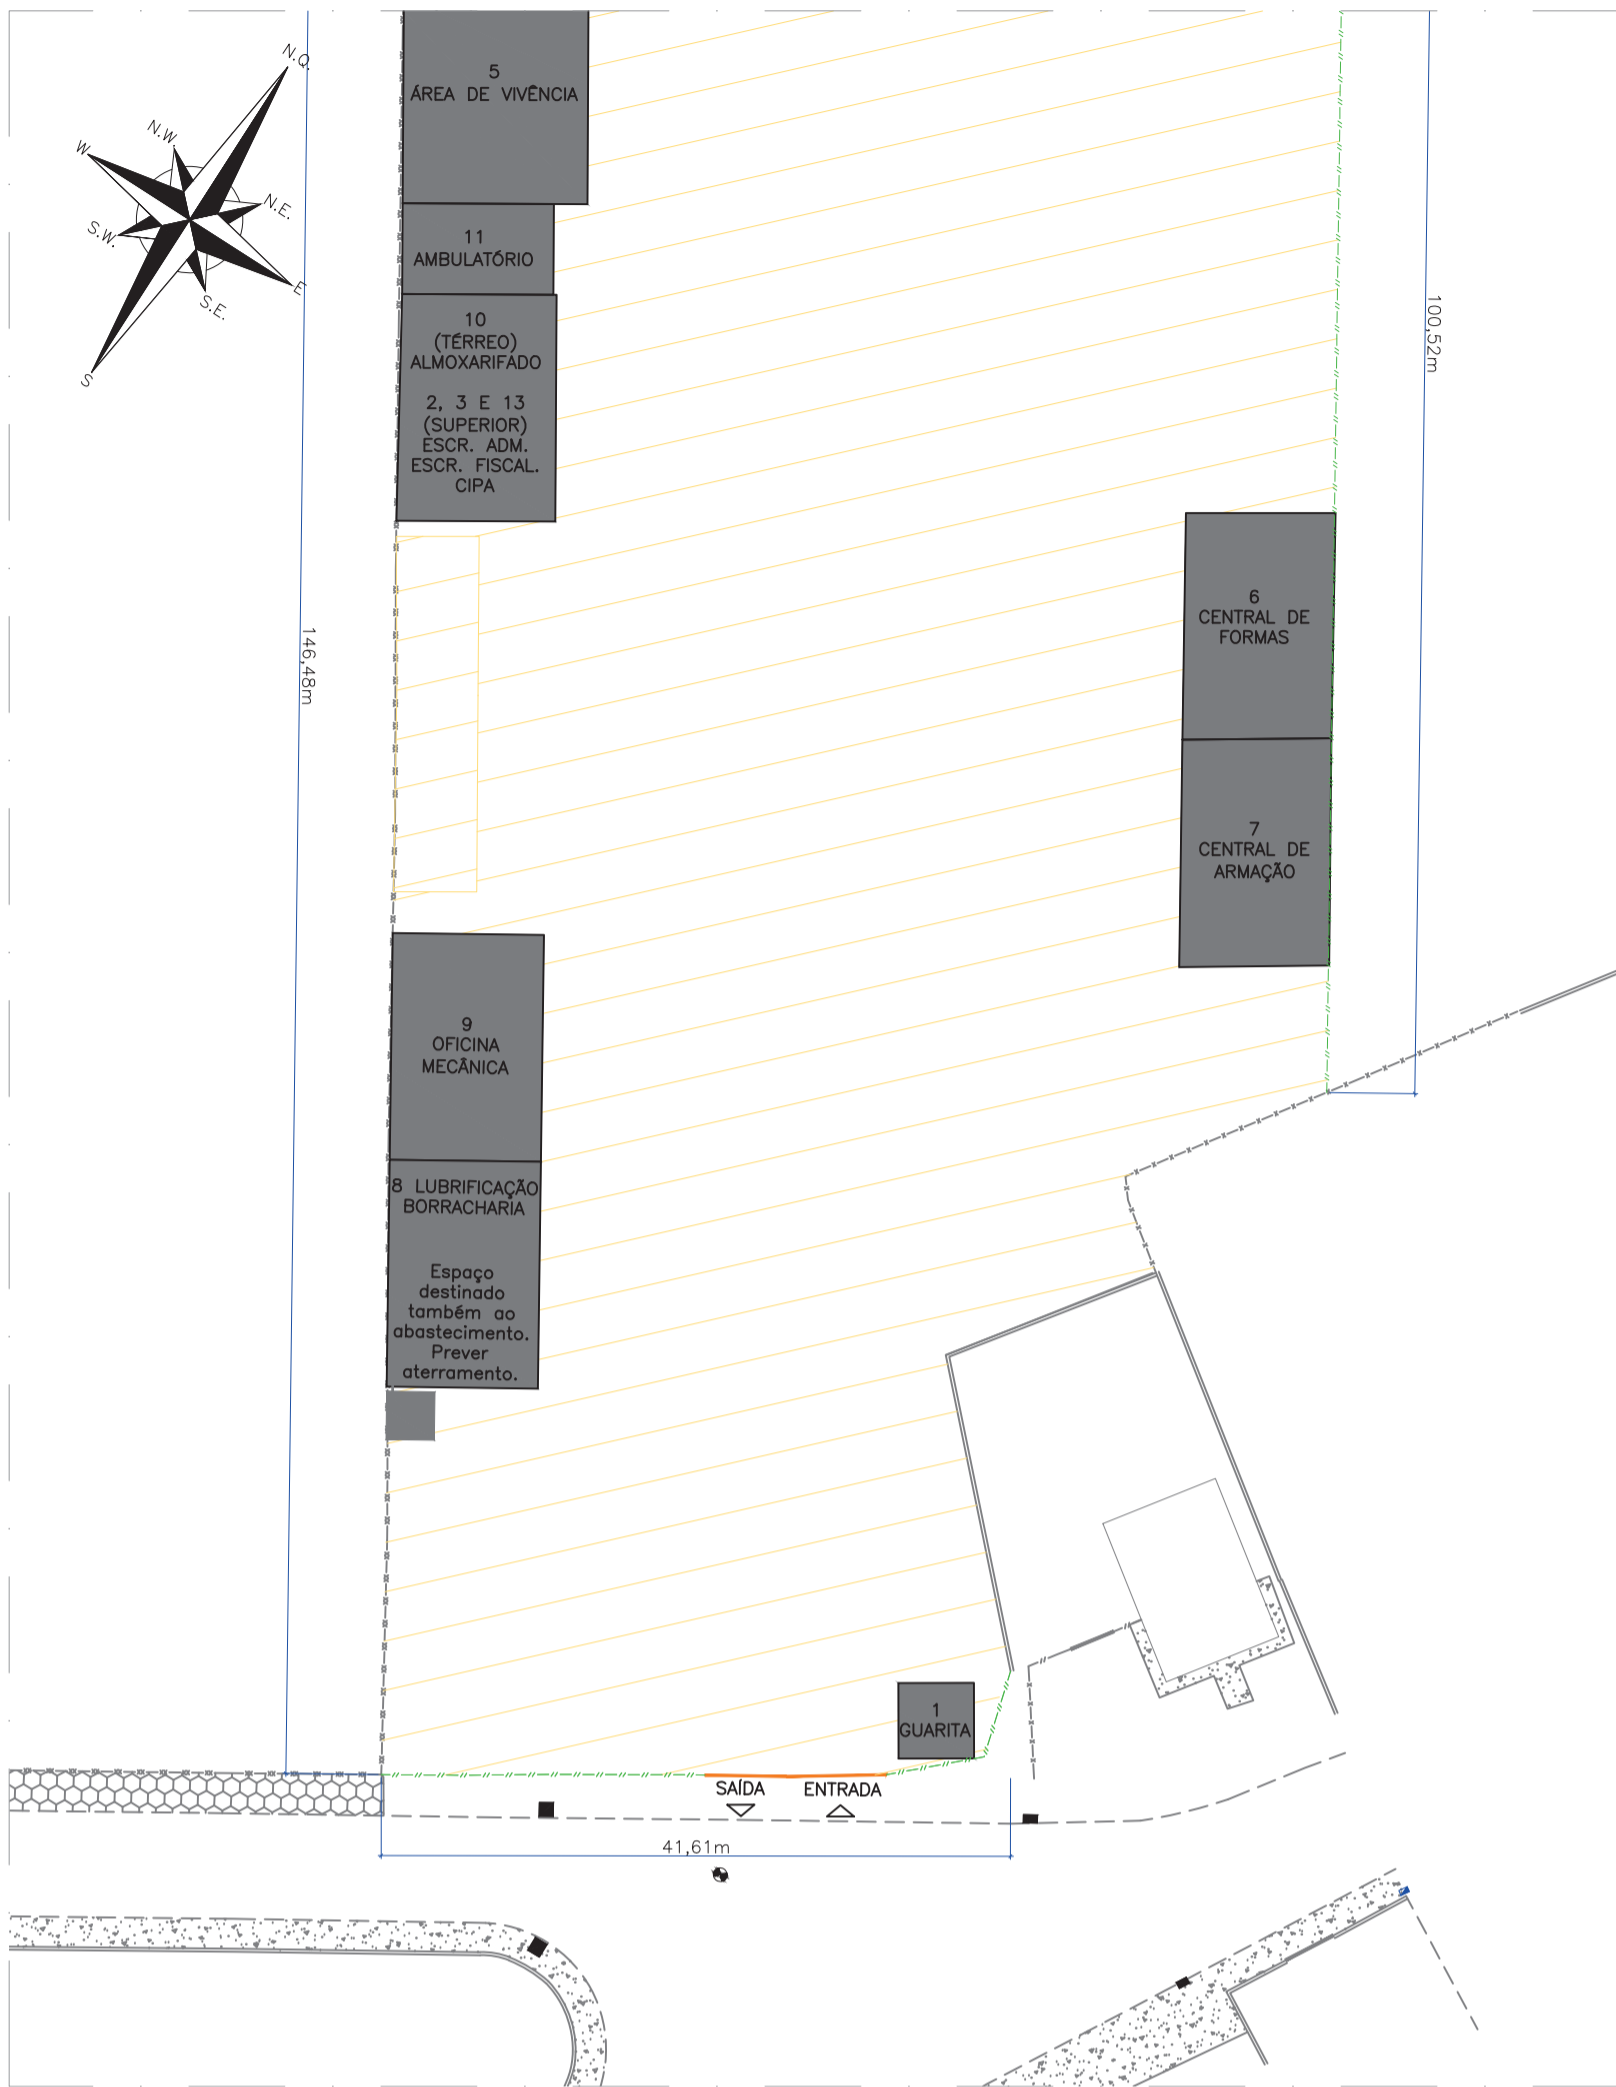 N.Q.
N.W.
W
N.E.
S.W.
E
S.E.
S
5
ÁREA DE VIVÊNCIA
11
AMBULATÓRIO
10
(TÉRREO)
ALMOXARIFADO
2, 3 E 13
(SUPERIOR)
ESCR. ADM.
ESCR. FISCAL.
CIPA
100,52m
146,48m
6
CENTRAL DE
FORMAS
7
CENTRAL DE
ARMAÇÃO
9
OFICINA
MECÂNICA
8 LUBRIFICAÇÃO
BORRACHARIA
Espaço
destinado
também ao
abastecimento.
Prever
aterramento.
1
GUARITA
SAÍDA
ENTRADA
41,61m